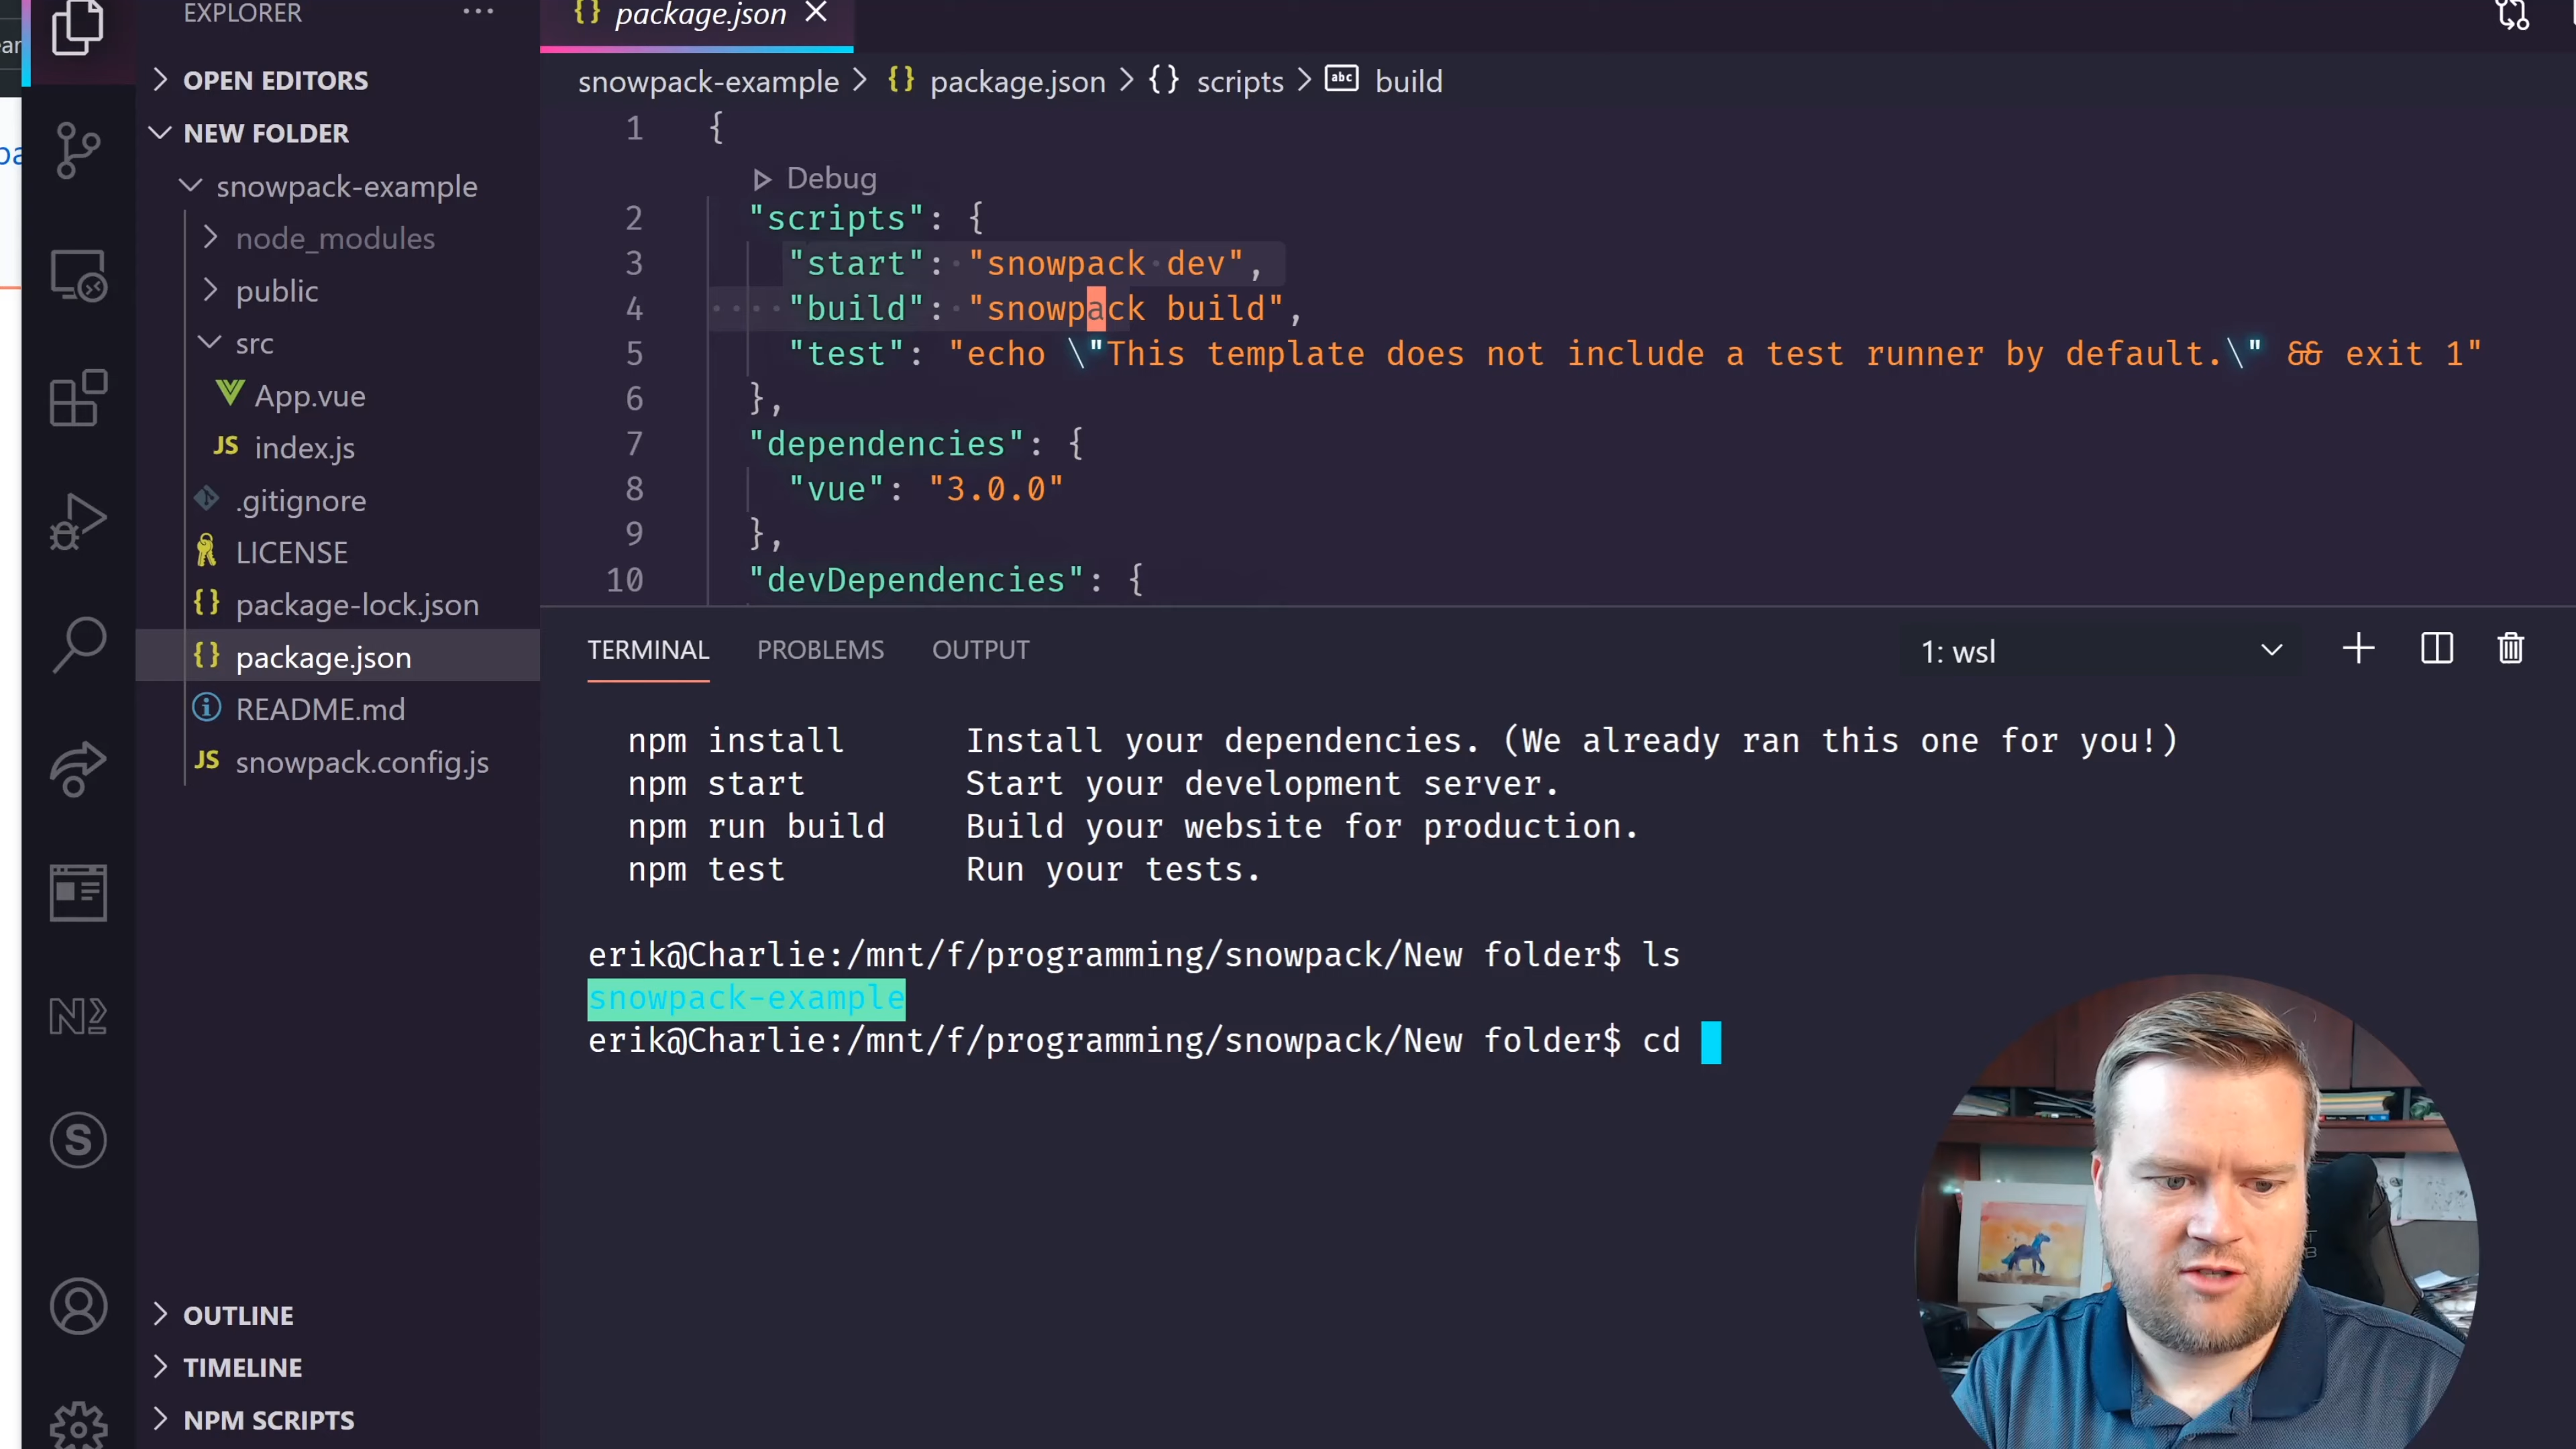 EXPLORER
OPEN EDITORS
NEW FOLDER
snowpack-example
node_modules
public
src
App.vue
JS index.js
.gitignore
LICENSE
{} package-lock.json
{} package.json
README.md
JS snowpack.config.js
OUTLINE
TIMELINE
NPM SCRIPTS
{} package.json
snowpack-example > {} package.json > {} scripts > abc build
1 {
Debug
2 "scripts": {
3 "start": "snowpack dev",
4 "build": "snowpack build",
5 "test": "echo \"This template does not include a test runner by default.\" && exit 1"
6 },
7 "dependencies": {
8 "vue": "3.0.0"
9 },
10 "devDependencies": {
TERMINAL PROBLEMS OUTPUT 1: wsl
npm install Install your dependencies. (We already ran this one for you!)
npm start Start your development server.
npm run build Build your website for production.
npm test Run your tests.
erik@Charlie:/mnt/f/programming/snowpack/New folder$ ls
snowpack-example
erik@Charlie:/mnt/f/programming/snowpack/New folder$ cd